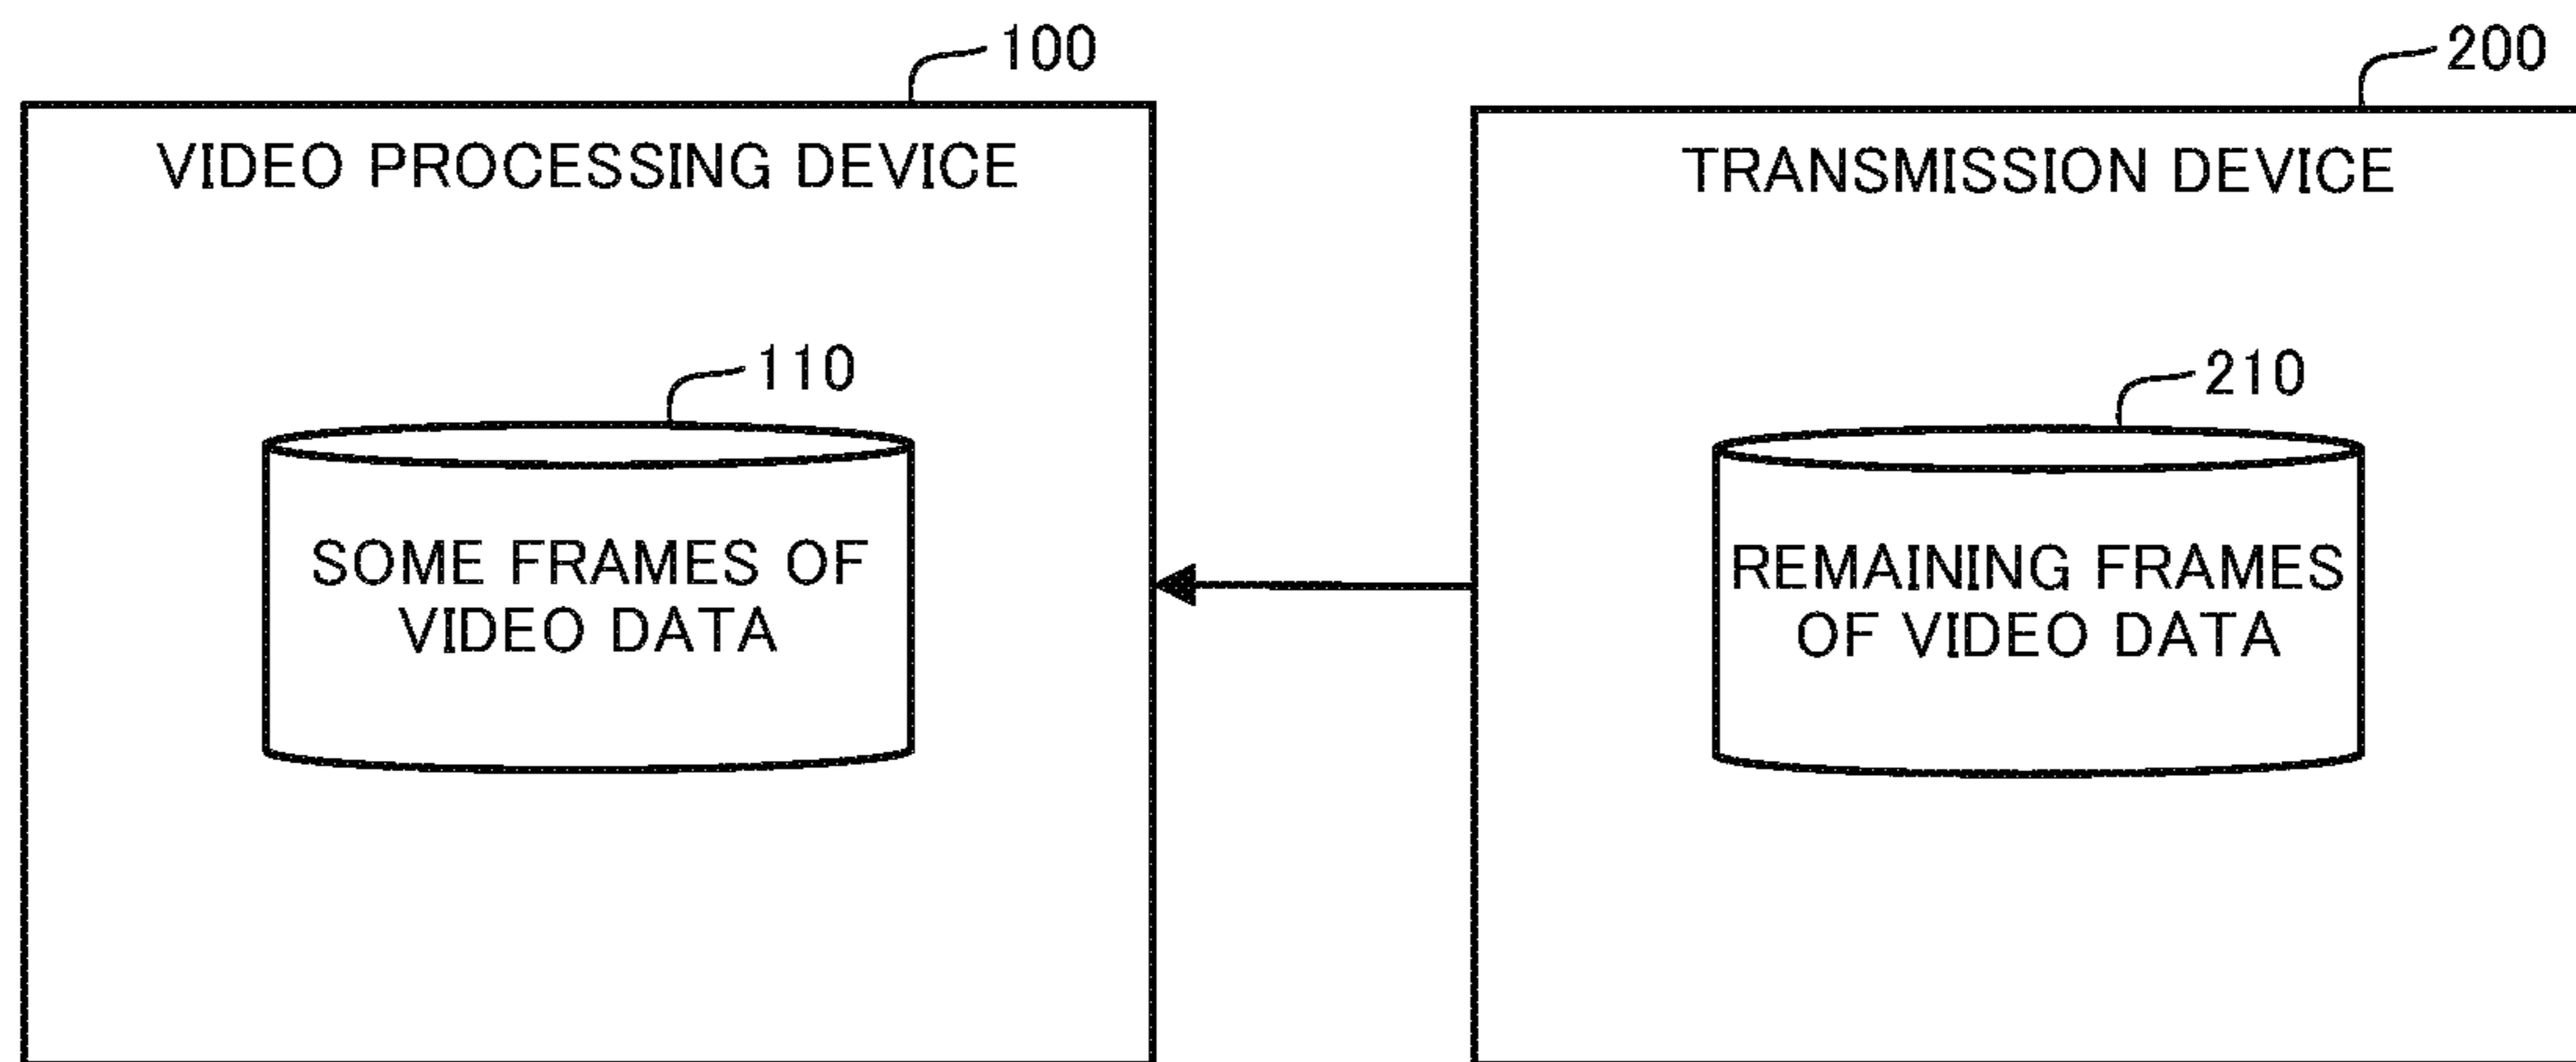 100
VIDEO PROCESSING DEVICE
110
SOME FRAMES OF
VIDEO DATA
200
TRANSMISSION DEVICE
210
REMAINING FRAMES
OF VIDEO DATA